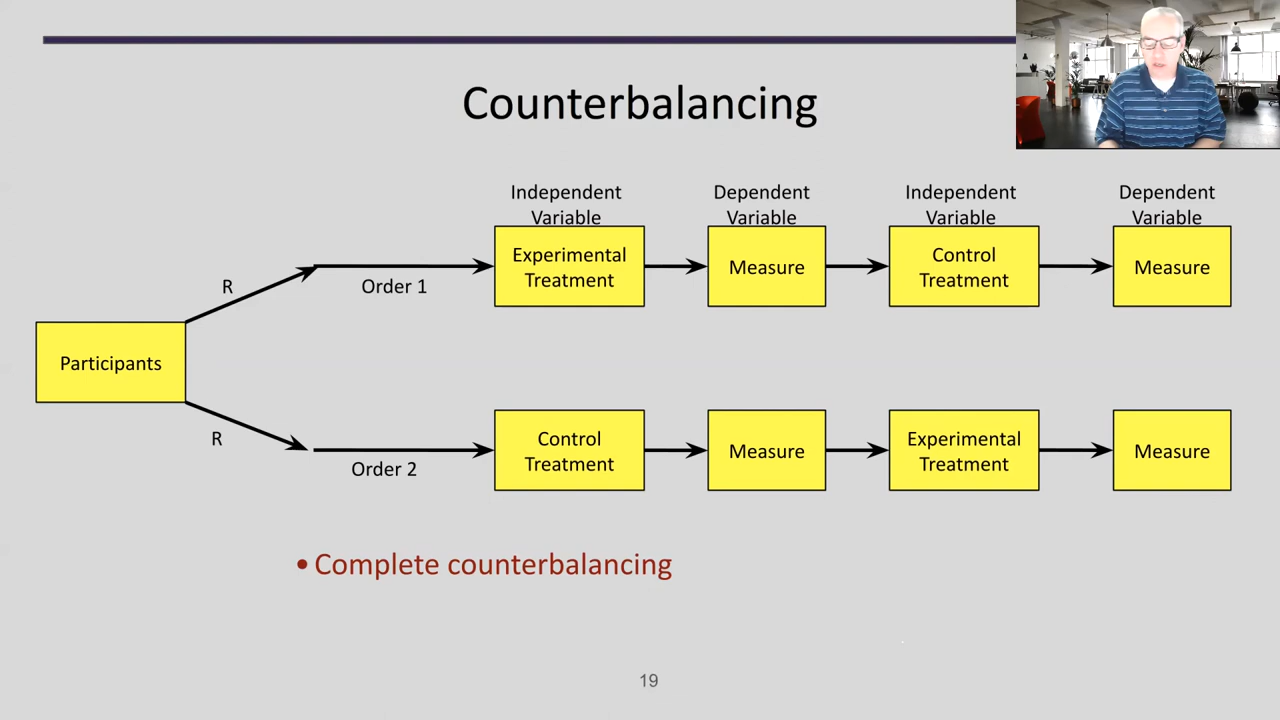 Counterbalancing
Independent
Variable
Dependent
Variable
Independent
Variable
Dependent
Variable
Experimental
Treatment
Measure
Control
Treatment
Measure
R
Order 1
Participants
R
Order 2
Control
Treatment
Measure
Experimental
Treatment
Measure
• Complete counterbalancing
19